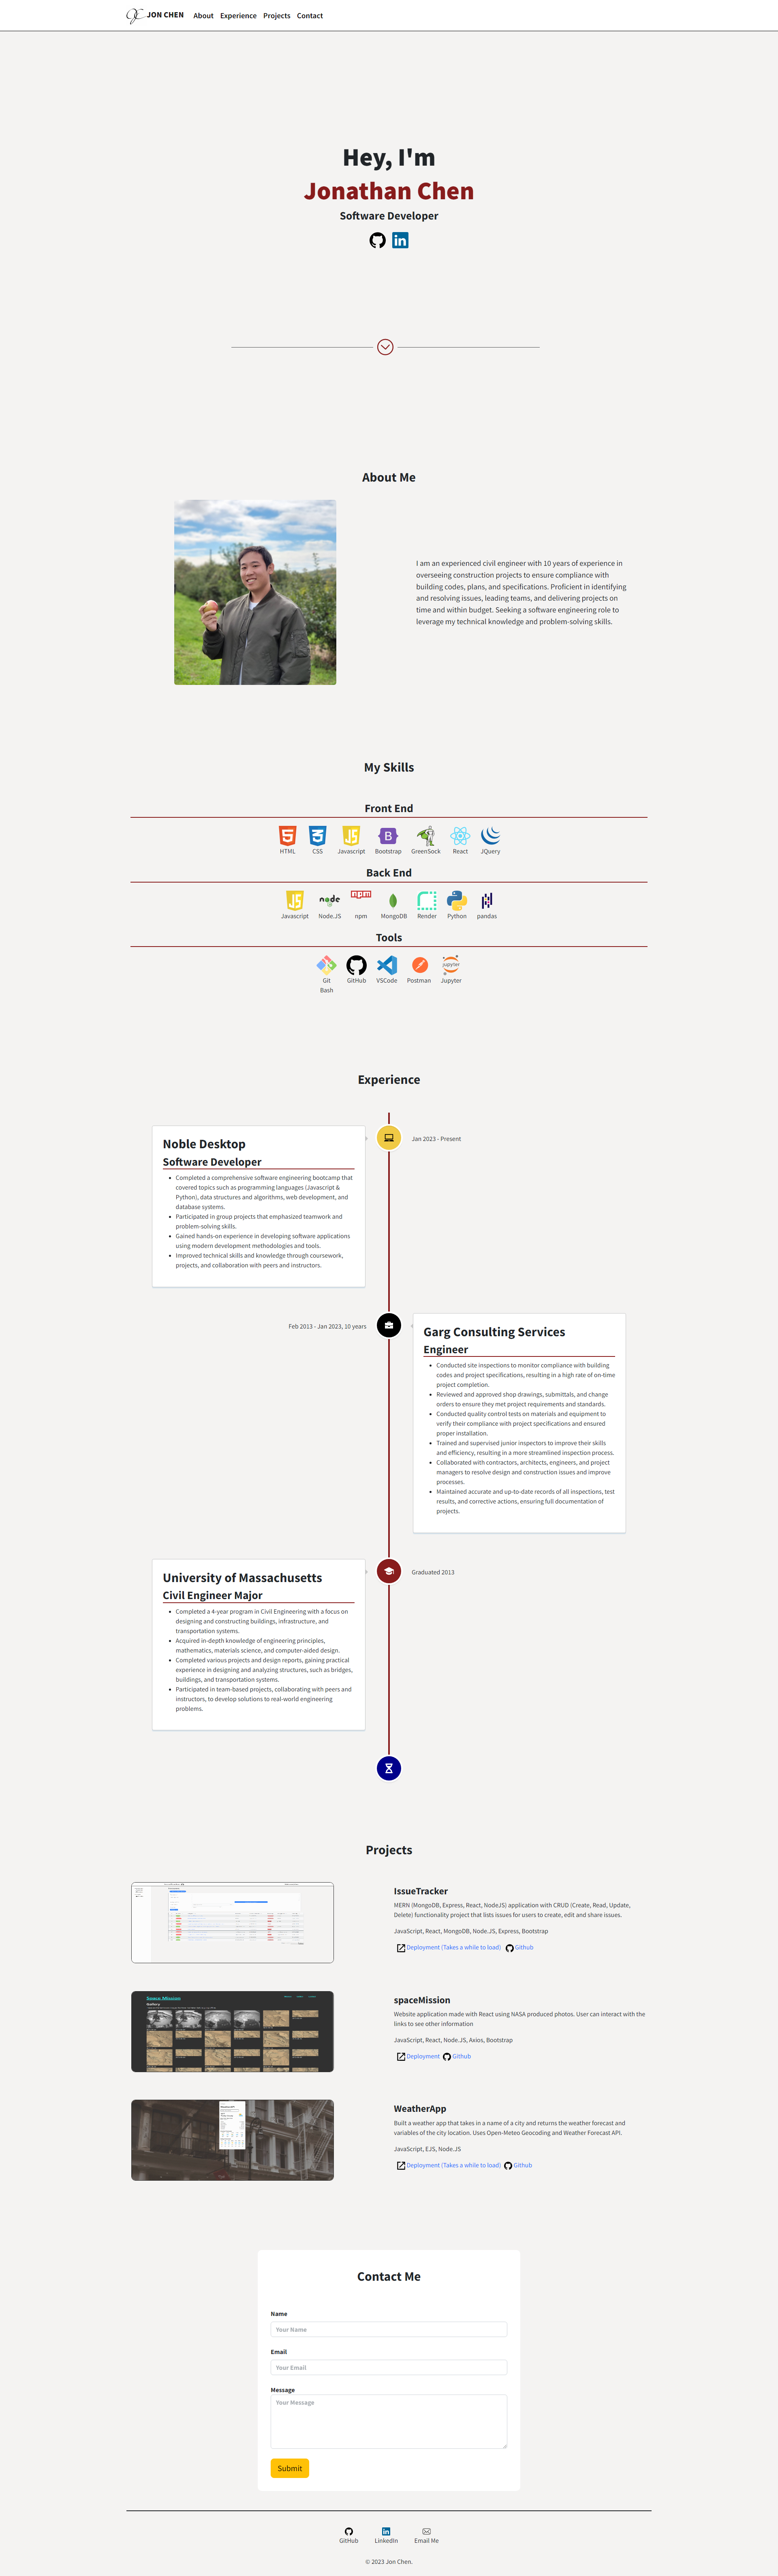 JON CHEN About Experience Projects Contact
Hey, I'm
Jonathan Chen
Software Developer
About Me
I am an experienced civil engineer with 10 years of experience in
overseeing construction projects to ensure compliance with
building codes, plans, and specifications. Proficient in identifying
and resolving issues, leading teams, and delivering projects on
time and within budget. Seeking a software engineering role to
leverage my technical knowledge and problem-solving skills.
My Skills
Front End
HTML CSS Javascript Bootstrap GreenSock React JQuery
Back End
Javascript Node.JS npm MongoDB Render Python pandas
Tools
Git
Bash GitHub VSCode Postman Jupyter
Experience
Noble Desktop
Software Developer
Jan 2023 - Present
• Completed a comprehensive software engineering bootcamp that
covered topics such as programming languages (Javascript &
Python), data structures and algorithms, web development, and
database systems.
• Participated in group projects that emphasized teamwork and
problem-solving skills.
• Gained hands-on experience in developing software applications
using modern development methodologies and tools.
• Improved technical skills and knowledge through coursework,
projects, and collaboration with peers and instructors.
Feb 2013 - Jan 2023, 10 years
Garg Consulting Services
Engineer
• Conducted site inspections to monitor compliance with building
codes and project specifications, resulting in a high rate of on-time
project completion.
• Reviewed and approved shop drawings, submittals, and change
orders to ensure they met project requirements and standards.
• Conducted quality control tests on materials and equipment to
verify their compliance with project specifications and ensured
proper installation.
• Trained and supervised junior inspectors to improve their skills
and efficiency, resulting in a more streamlined inspection process.
• Collaborated with contractors, architects, engineers, and project
managers to resolve design and construction issues and improve
processes.
• Maintained accurate and up-to-date records of all inspections, test
results, and corrective actions, ensuring full documentation of
projects.
University of Massachusetts
Civil Engineer Major
Graduated 2013
• Completed a 4-year program in Civil Engineering with a focus on
designing and constructing buildings, infrastructure, and
transportation systems.
• Acquired in-depth knowledge of engineering principles,
mathematics, materials science, and computer-aided design.
• Completed various projects and design reports, gaining practical
experience in designing and analyzing structures, such as bridges,
buildings, and transportation systems.
• Participated in team-based projects, collaborating with peers and
instructors, to develop solutions to real-world engineering
problems.
Projects
IssueTracker
MERN (MongoDB, Express, React, NodeJS) application with CRUD (Create, Read, Update,
Delete) functionality project that lists issues for users to create, edit and share issues.
JavaScript, React, MongoDB, Node.JS, Express, Bootstrap
Deployment (Takes a while to load) Github
Space Mission
Gallery
spaceMission
Website application made with React using NASA produced photos. User can interact with the
links to see other information
JavaScript, React, Node.JS, Axios, Bootstrap
Deployment Github
WeatherApp
Built a weather app that takes in a name of a city and returns the weather forecast and
variables of the city location. Uses Open-Meteo Geocoding and Weather Forecast API.
JavaScript, EJS, Node.JS
Deployment (Takes a while to load) Github
Contact Me
Name
Your Name
Email
Your Email
Message
Your Message
Submit
GitHub LinkedIn Email Me
© 2023 Jon Chen.